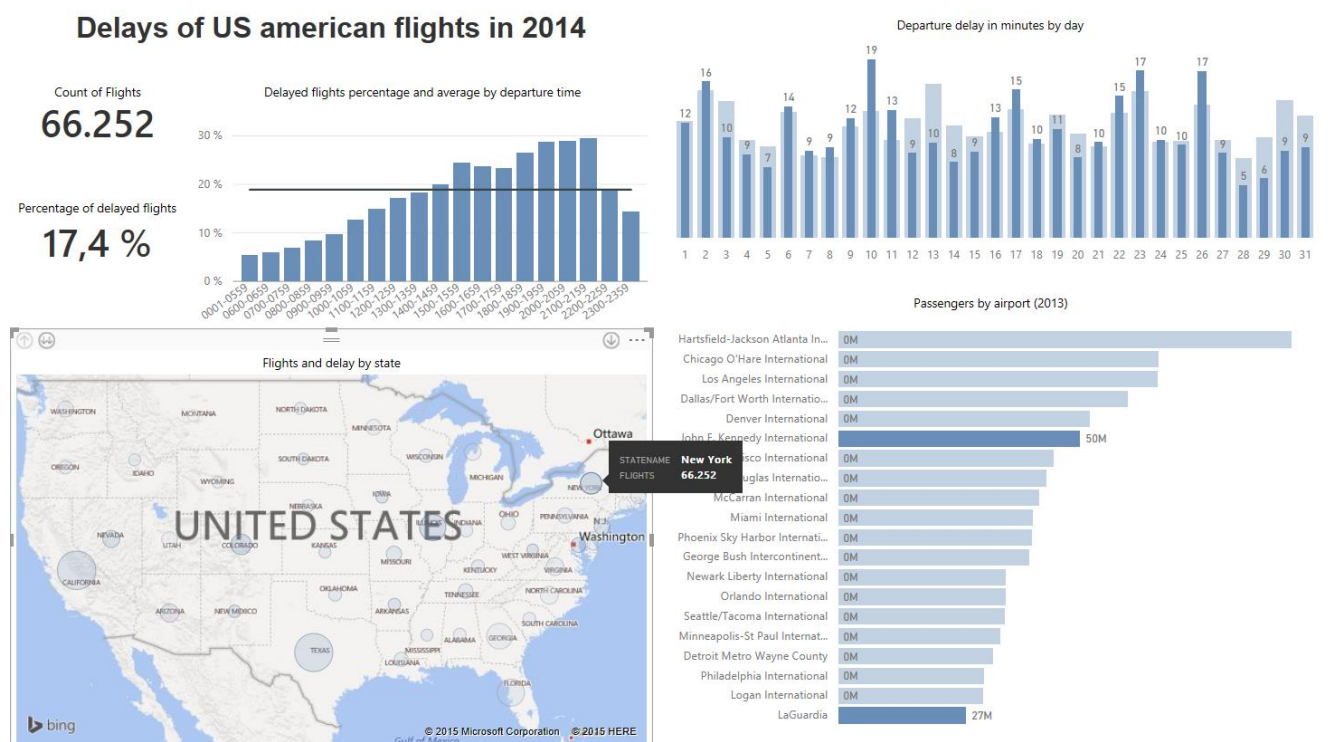 Delays of US american flights in 2014
Count of Flights
66.252
Percentage of delayed flights
17,4 %
Delayed flights percentage and average by departure time
30 %
20 %
10 %
0 %
0001-0559
0600-0659
0700-0759
0800-0859
0900-0959
1000-1059
1100-1159
1200-1259
1300-1359
1400-1459
1500-1559
1600-1659
1700-1759
1800-1859
1900-1959
2000-2059
2100-2159
2200-2259
2300-2359
Departure delay in minutes by day
12 16 10 9 7 14 9 9 12 19 13 9 10 8 9 13 15 10 11 8 10 15 17 10 10 17 9 5 6 9 9
1 2 3 4 5 6 7 8 9 10 11 12 13 14 15 16 17 18 19 20 21 22 23 24 25 26 27 28 29 30 31
Flights and delay by state
WASHINGTON
MONTANA
NORTH DAKOTA
MINNESOTA
Ottawa
OREGON
IDAHO
WYOMING
SOUTH DAKOTA
WISCONSIN
MICHIGAN
NEW YORK
STATENAME New York
FLIGHTS 66.252
NEBRASKA
IOWA
UNITED STATES
ILLINOIS
INDIANA
OHIO
PENNSYLVANIA
N.J.
Washington
NEVADA
UTAH
COLORADO
KANSAS
MISSOURI
WEST VIRGINIA
VIRGINIA
KENTUCKY
CALIFORNIA
OKLAHOMA
TENNESSEE
NORTH CAROLINA
ARIZONA
NEW MEXICO
ARKANSAS
SOUTH CAROLINA
TEXAS
MISSISSIPPI
ALABAMA
GEORGIA
LOUISIANA
FLORIDA
bing
© 2015 Microsoft Corporation © 2015 HERE
Gulf of Mexico
Passengers by airport (2013)
Hartsfield-Jackson Atlanta In... 0M
Chicago O'Hare International 0M
Los Angeles International 0M
Dallas/Fort Worth Internatio... 0M
Denver International 0M
John F. Kennedy International 50M
isco International 0M
uglas Internatio... 0M
McCarran International 0M
Miami International 0M
Phoenix Sky Harbor Internati... 0M
George Bush Intercontinent... 0M
Newark Liberty International 0M
Orlando International 0M
Seattle/Tacoma International 0M
Minneapolis-St Paul Internat... 0M
Detroit Metro Wayne County 0M
Philadelphia International 0M
Logan International 0M
LaGuardia 27M